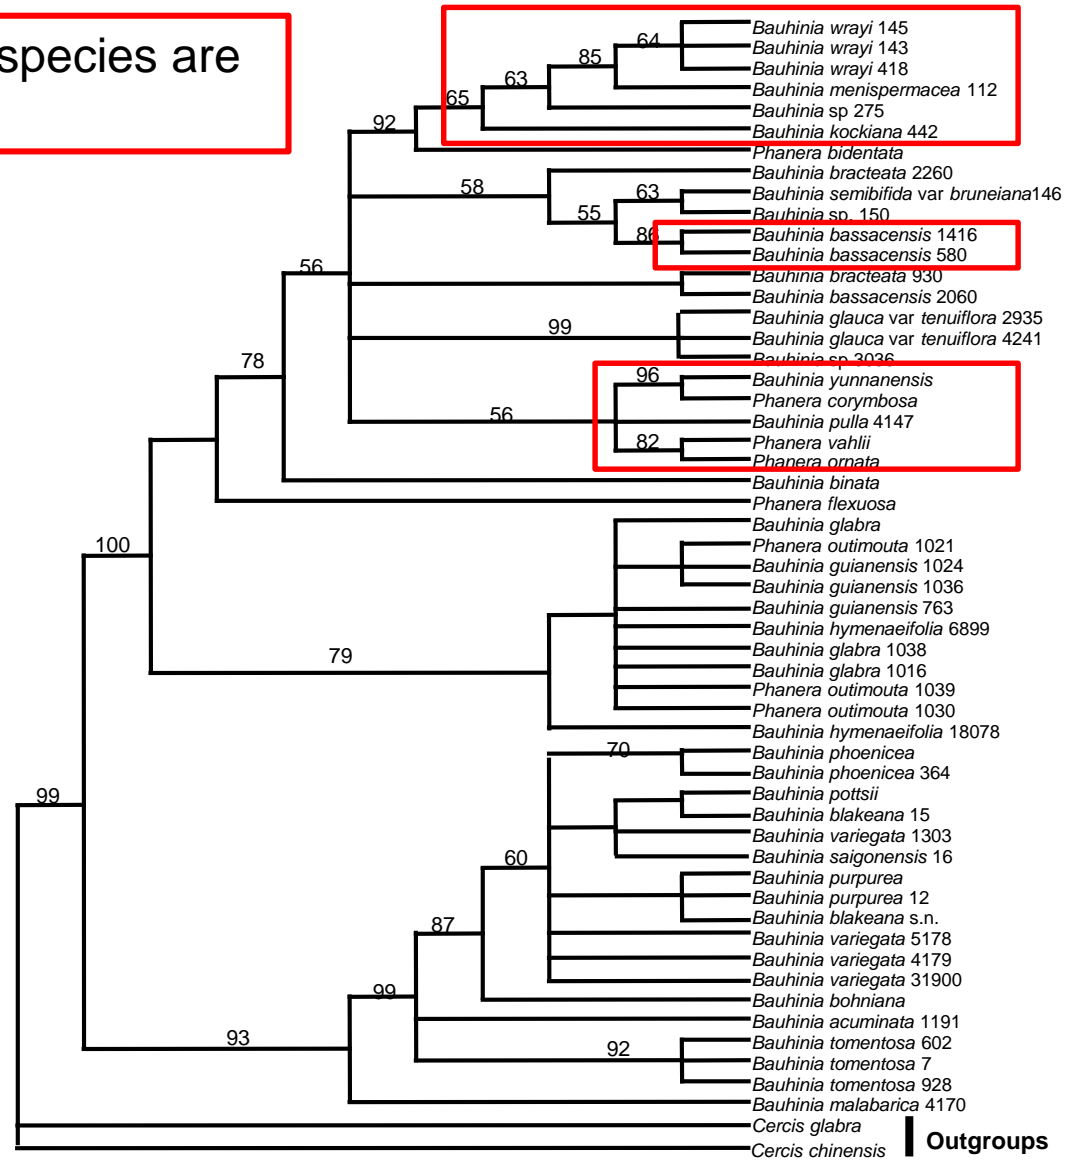 species are
64
Bauhinia wrayi 145
Bauhinia wrayi 143
85
Bauhinia wrayi 418
63
Bauhinia menispermacea 112
65
Bauhinia sp 275
92
Bauhinia kockiana 442
Phanera bidentata
58
Bauhinia bracteata 2260
63
Bauhinia semibifida var bruneiana146
55
Bauhinia sp. 150
86
Bauhinia bassacensis 1416
Bauhinia bassacensis 580
56
Bauhinia bracteata 930
Bauhinia bassacensis 2060
99
Bauhinia glauca var tenuiflora 2935
Bauhinia glauca var tenuiflora 4241
78
Bauhinia sp 3036
96
Bauhinia yunnanensis
Phanera corymbosa
56
Bauhinia pulla 4147
82
Phanera vahlii
Phanera ornata
Bauhinia binata
Phanera flexuosa
Bauhinia glabra
100
Phanera outimouta 1021
Bauhinia guianensis 1024
Bauhinia guianensis 1036
Bauhinia guianensis 763
Bauhinia hymenaeifolia 6899
79
Bauhinia glabra 1038
Bauhinia glabra 1016
Phanera outimouta 1039
Phanera outimouta 1030
Bauhinia hymenaeifolia 18078
70
Bauhinia phoenicea
Bauhinia phoenicea 364
99
Bauhinia pottsii
Bauhinia blakeana 15
Bauhinia variegata 1303
60
Bauhinia saigonensis 16
Bauhinia purpurea
Bauhinia purpurea 12
87
Bauhinia blakeana s.n.
Bauhinia variegata 5178
Bauhinia variegata 4179
Bauhinia variegata 31900
99
Bauhinia bohniana
Bauhinia acuminata 1191
93
92
Bauhinia tomentosa 602
Bauhinia tomentosa 7
Bauhinia tomentosa 928
Bauhinia malabarica 4170
Cercis glabra
Outgroups
Cercis chinensis